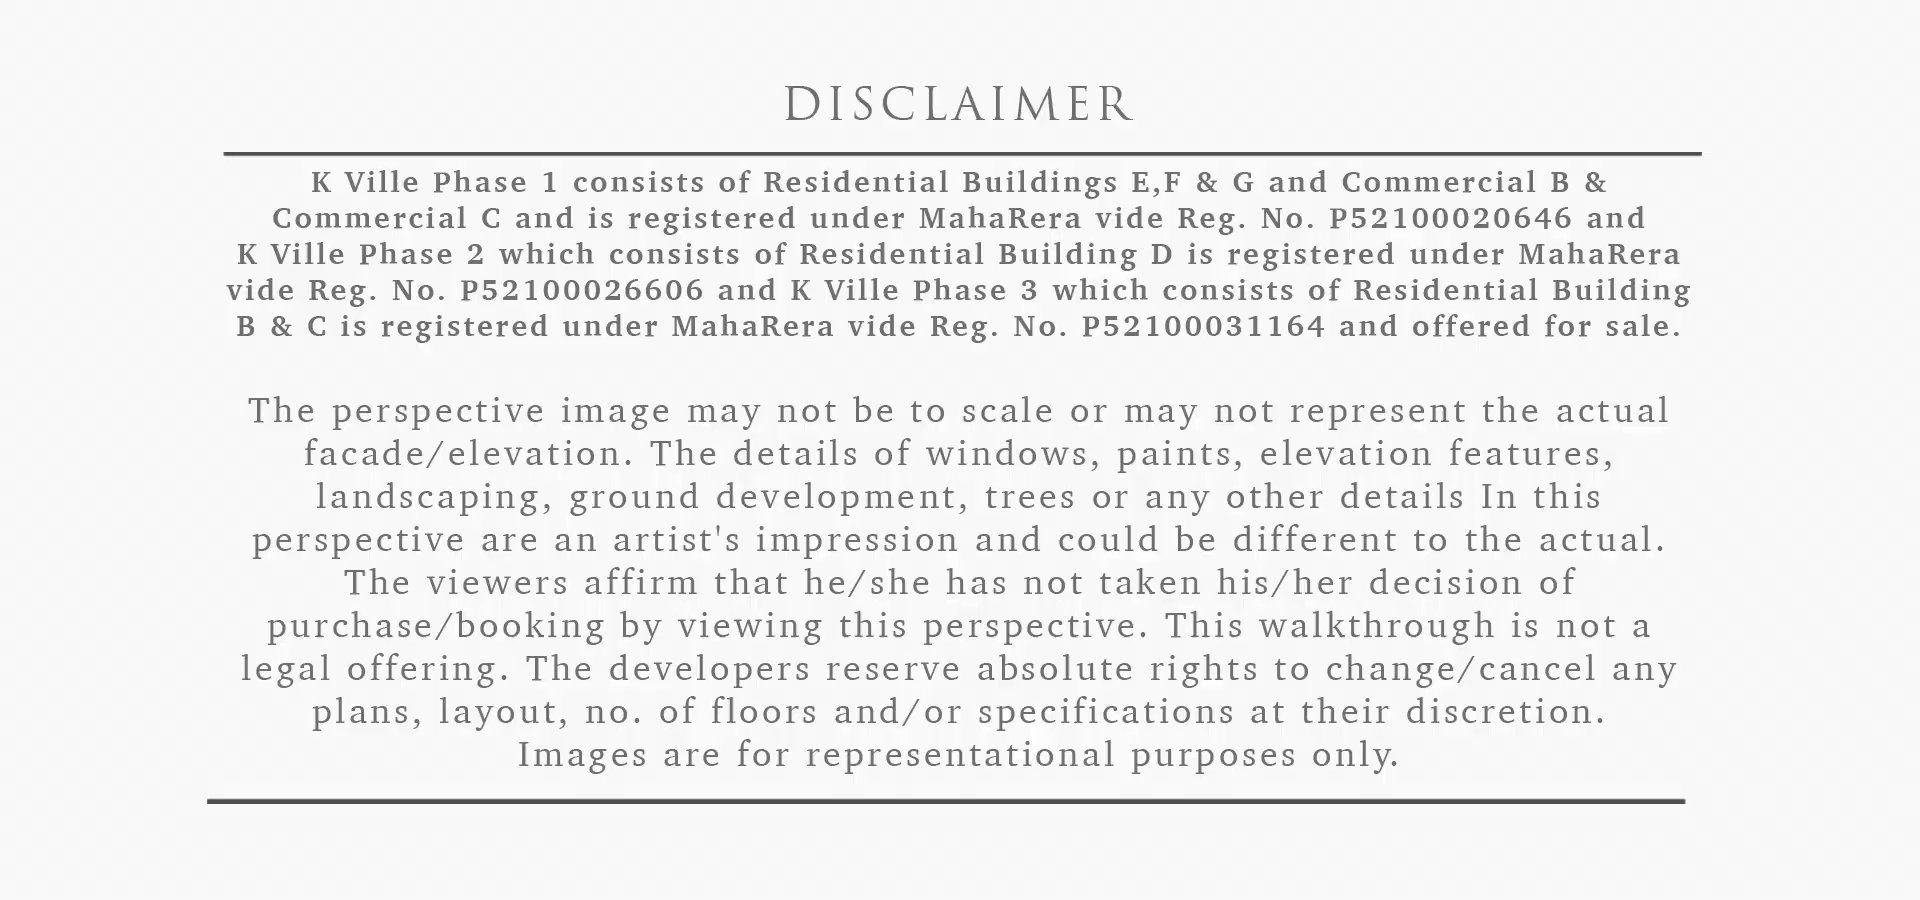 DISCLAIMER
K Ville Phase 1 consists of Residential Buildings E,F & G and Commercial B &
Commercial C and is registered under MahaRera vide Reg. No. P52100020646 and
K Ville Phase 2 which consists of Residential Building D is registered under MahaRera
vide Reg. No. P52100026606 and K Ville Phase 3 which consists of Residential Building
B & C is registered under MahaRera vide Reg. No. P52100031164 and offered for sale.
The perspective image may not be to scale or may not represent the actual
facade/elevation. The details of windows, paints, elevation features,
landscaping, ground development, trees or any other details In this
perspective are an artist's impression and could be different to the actual.
The viewers affirm that he/she has not taken his/her decision of
purchase/booking by viewing this perspective. This walkthrough is not a
legal offering. The developers reserve absolute rights to change/cancel any
plans, layout, no. of floors and/or specifications at their discretion.
Images are for representational purposes only.